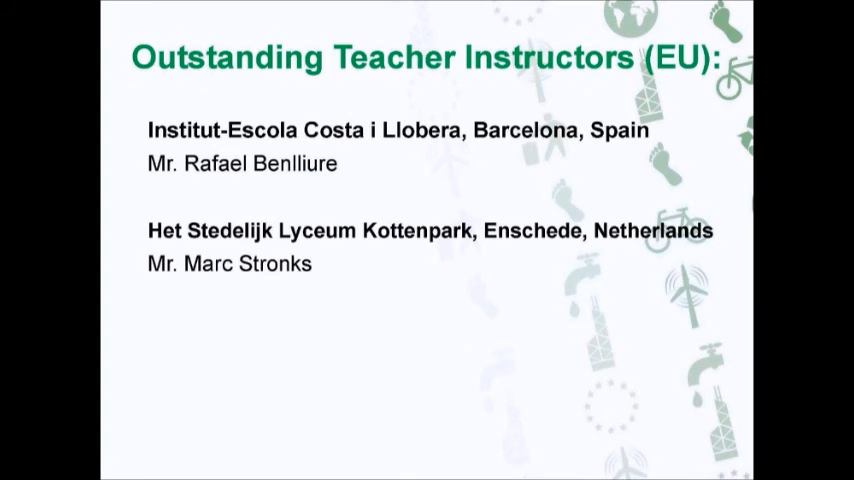 Outstanding Teacher Instructors (EU):
Institut-Escola Costa i Llobera, Barcelona, Spain
Mr. Rafael Benlliure
Het Stedelijk Lyceum Kottenpark, Enschede, Netherlands
Mr. Marc Stronks